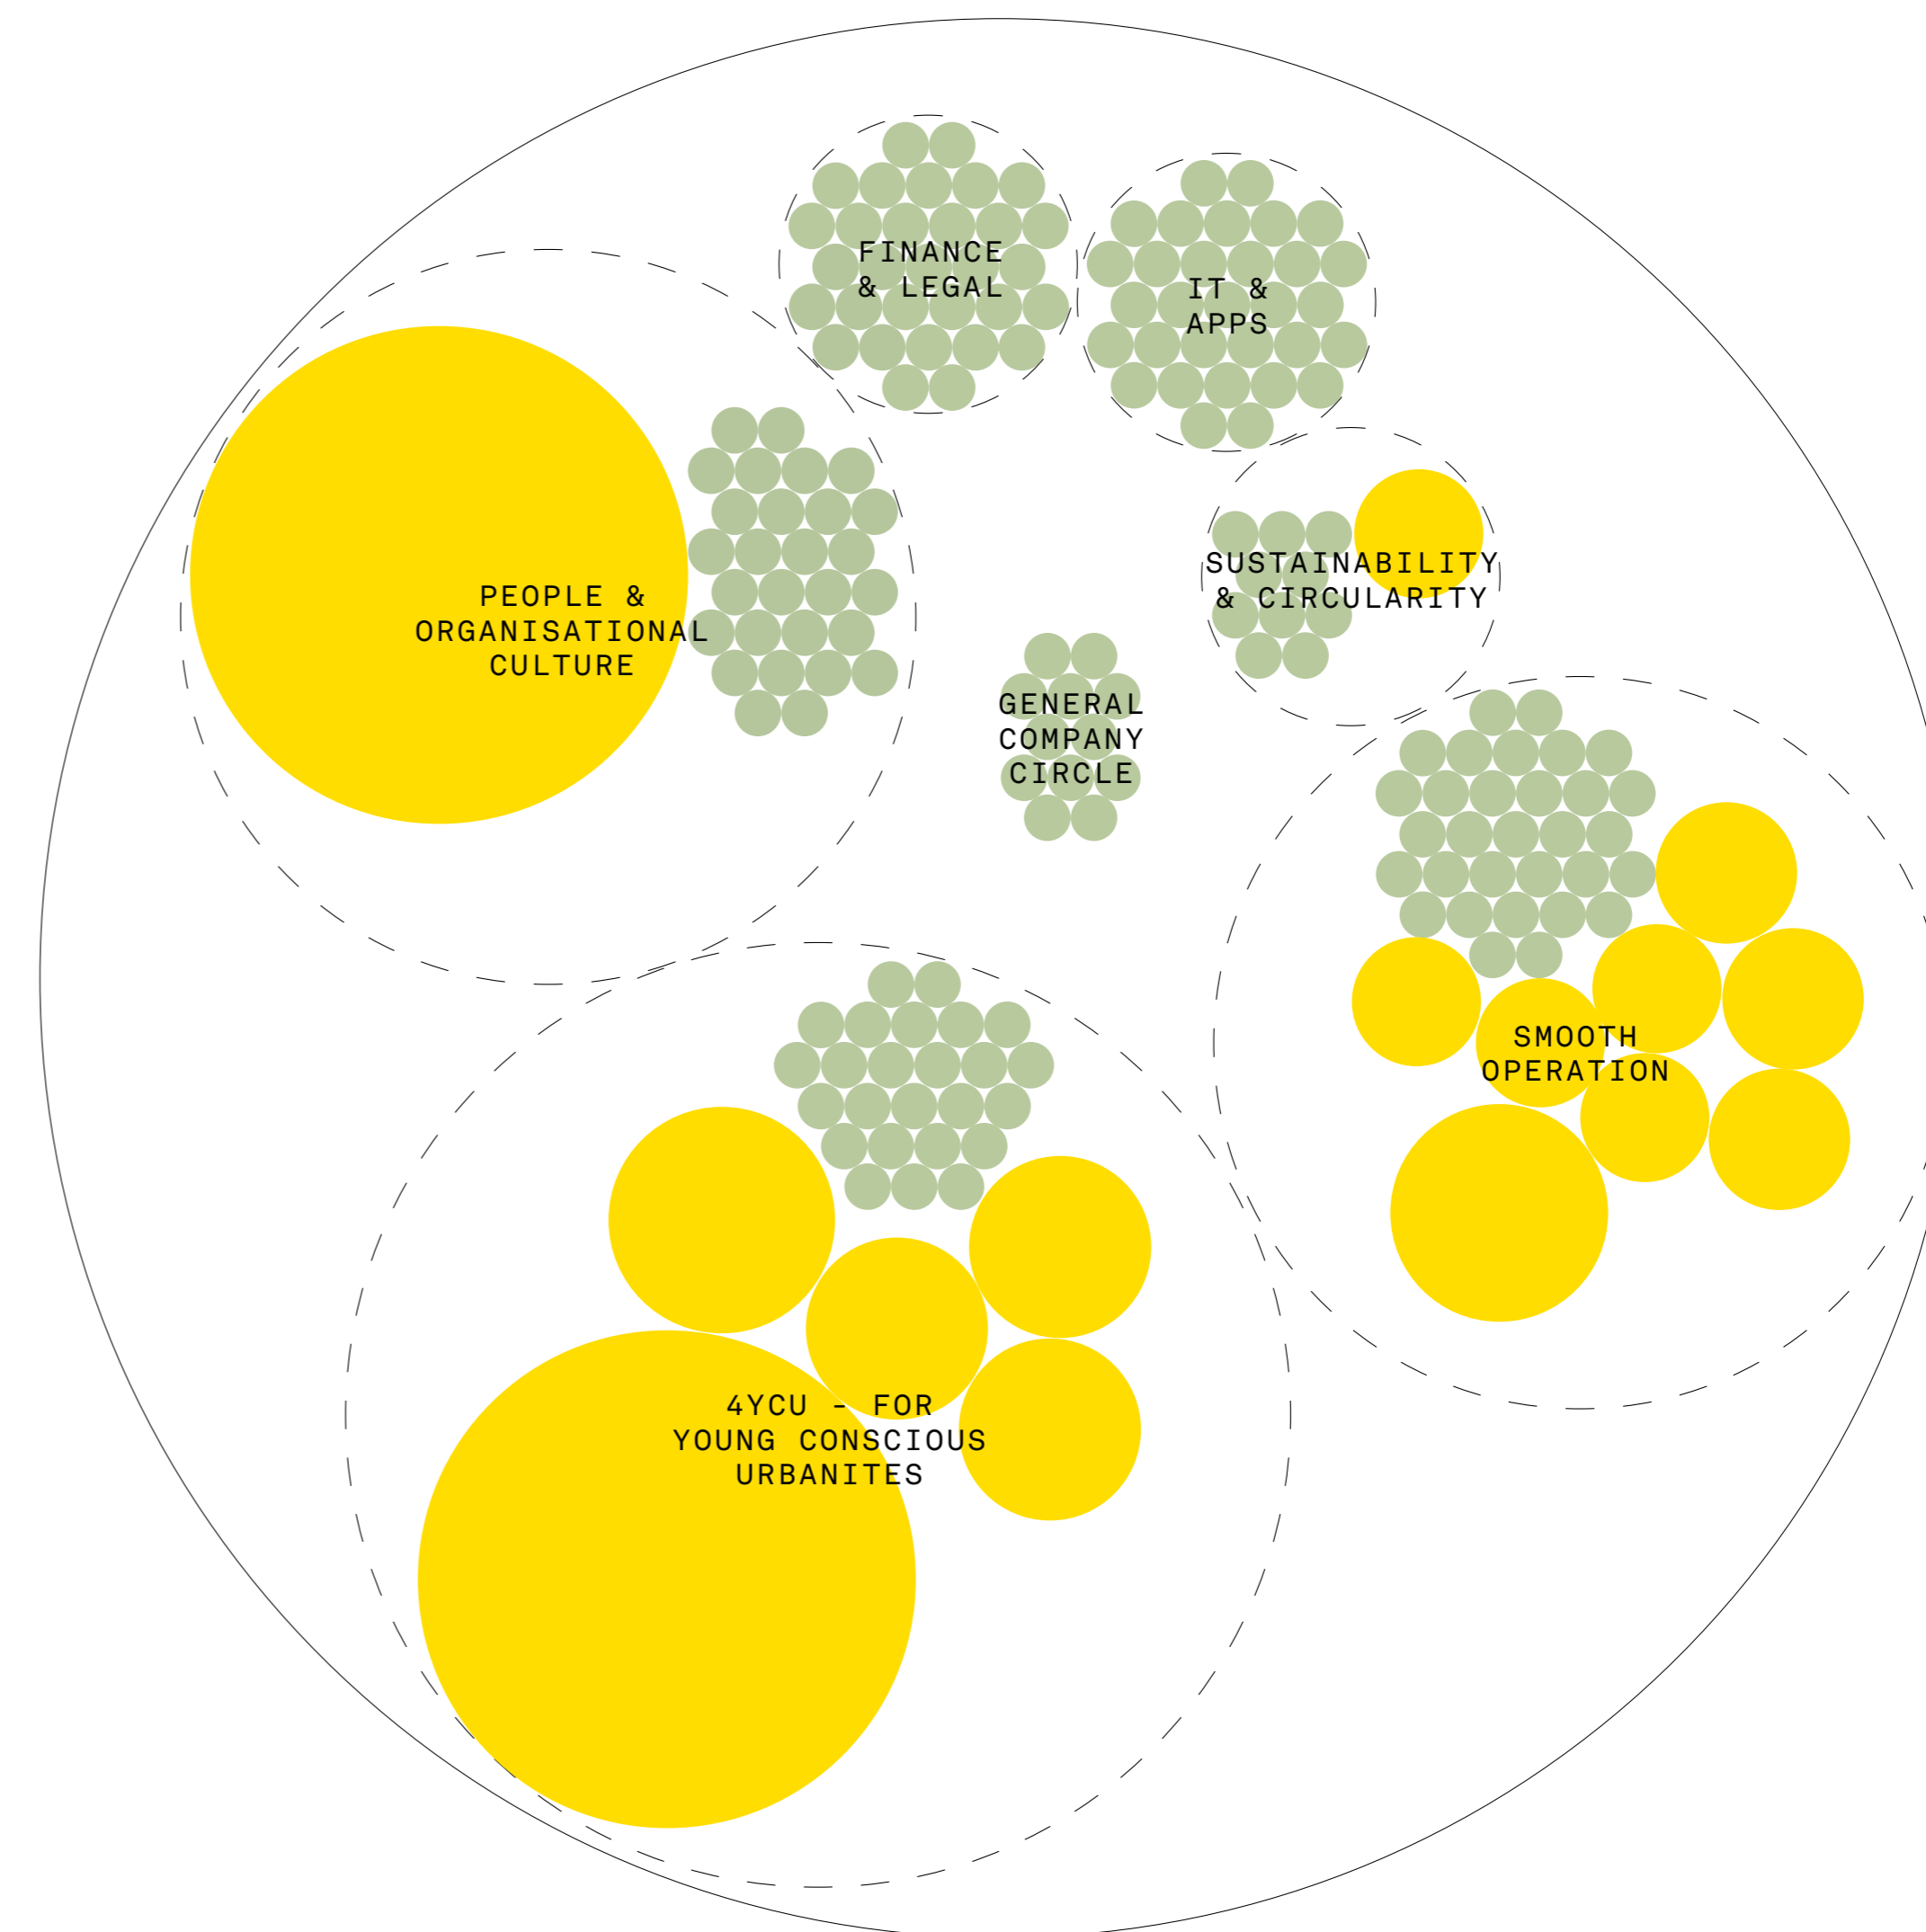 FINANCE
& LEGAL
IT &
APPS
SUSTAINABILITY
& CIRCULARITY
PEOPLE &
ORGANISATIONAL
CULTURE
GENERAL
COMPANY
CIRCLE
SMOOTH
OPERATION
4YCU - FOR
YOUNG CONSCIOUS
URBANITES